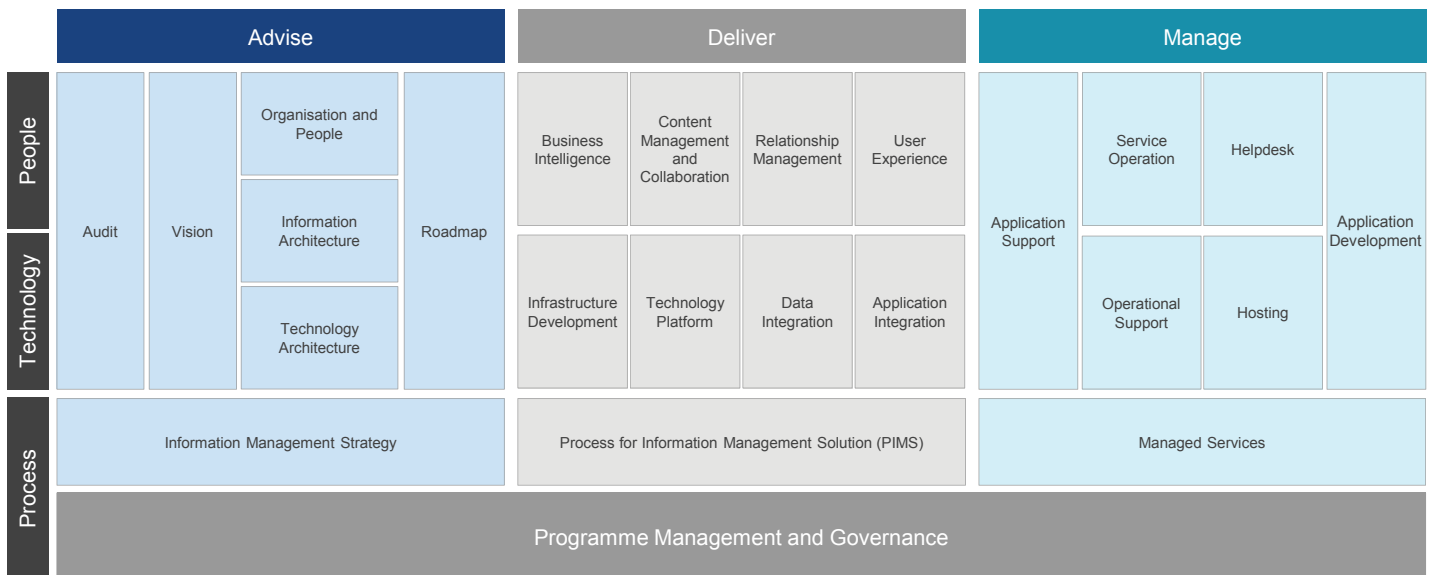 Advise
Deliver
Manage
People
Technology
Process
Audit
Vision
Organisation and
People
Information
Architecture
Technology
Architecture
Roadmap
Business
Intelligence
Content
Management
and
Collaboration
Relationship
Management
User
Experience
Infrastructure
Development
Technology
Platform
Data
Integration
Application
Integration
Application
Support
Service
Operation
Helpdesk
Operational
Support
Hosting
Application
Development
Information Management Strategy
Process for Information Management Solution (PIMS)
Managed Services
Programme Management and Governance